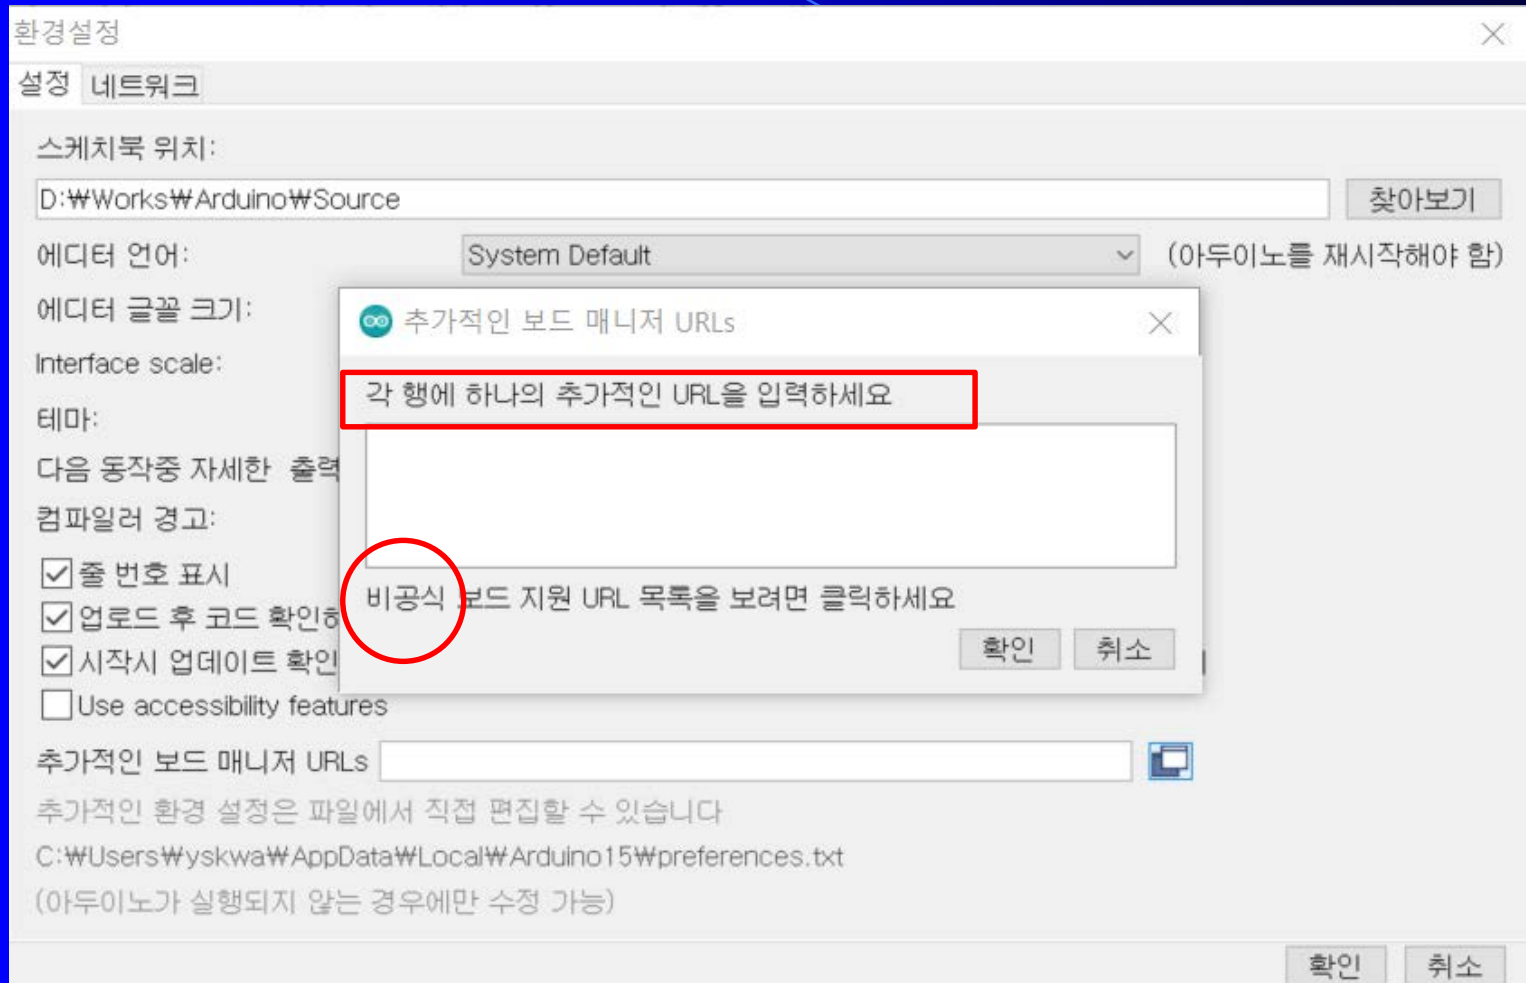 환경설정
설정 네트워크
스케치북 위치:
D:₩Works₩Arduino₩Source 찾아보기
에디터 언어: System Default (아두이노를 재시작해야 함)
에디터 글꼴 크기:
추가적인 보드 매니저 URLs
Interface scale:
각 행에 하나의 추가적인 URL을 입력하세요
테마:
다음 동작중 자세한 출력
컴파일러 경고:
줄 번호 표시
비공식 보드 지원 URL 목록을 보려면 클릭하세요
업로드 후 코드 확인하
확인 취소
시작시 업데이트 확인
Use accessibility features
추가적인 보드 매니저 URLs
추가적인 환경 설정은 파일에서 직접 편집할 수 있습니다
C:₩Users₩yskwa₩AppData₩Local₩Arduino15₩preferences.txt
(아두이노가 실행되지 않는 경우에만 수정 가능)
확인 취소